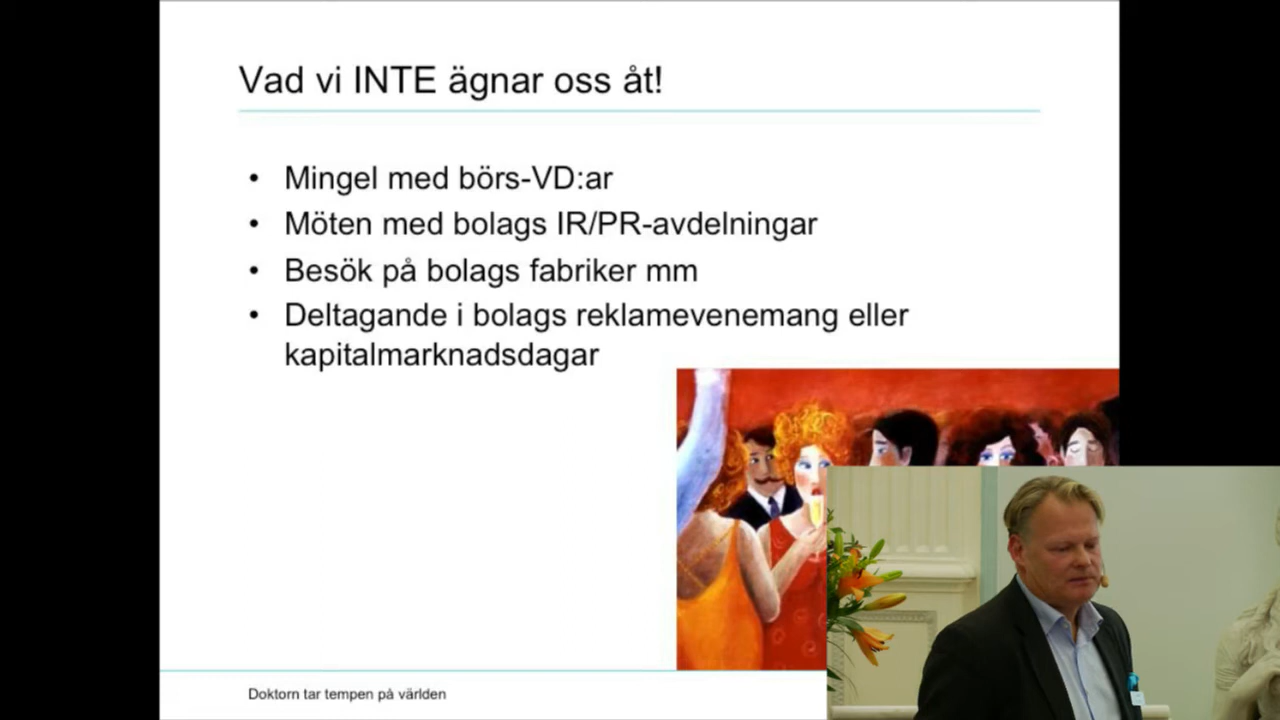 Vad vi INTE ägnar oss åt!
• Mingel med börs-VD:ar
• Möten med bolags IR/PR-avdelningar
• Besök på bolags fabriker mm
• Deltagande i bolags reklamevenemang eller
kapitalmarknadsdagar
Doktorn tar tempen på världen